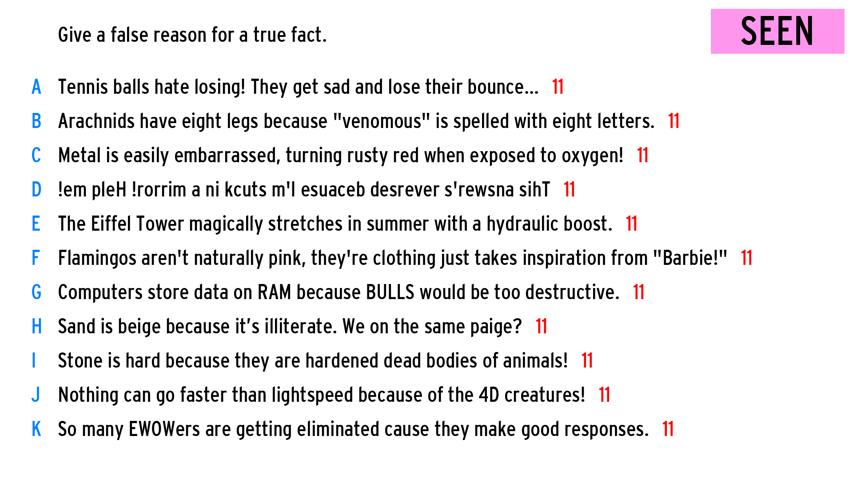 Give a false reason for a true fact.
SEEN
A Tennis balls hate losing! They get sad and lose their bounce... 11
B Arachnids have eight legs because "venomous" is spelled with eight letters. 11
C Metal is easily embarrassed, turning rusty red when exposed to oxygen! 11
D !em pleH !rorrim a ni kcuts m'I esuaceb desrever s'rewsna sihT 11
E The Eiffel Tower magically stretches in summer with a hydraulic boost. 11
F Flamingos aren't naturally pink, they're clothing just takes inspiration from "Barbie!" 11
G Computers store data on RAM because BULLS would be too destructive. 11
H Sand is beige because it’s illiterate. We on the same paige? 11
I Stone is hard because they are hardened dead bodies of animals! 11
J Nothing can go faster than lightspeed because of the 4D creatures! 11
K So many EWOWers are getting eliminated cause they make good responses. 11